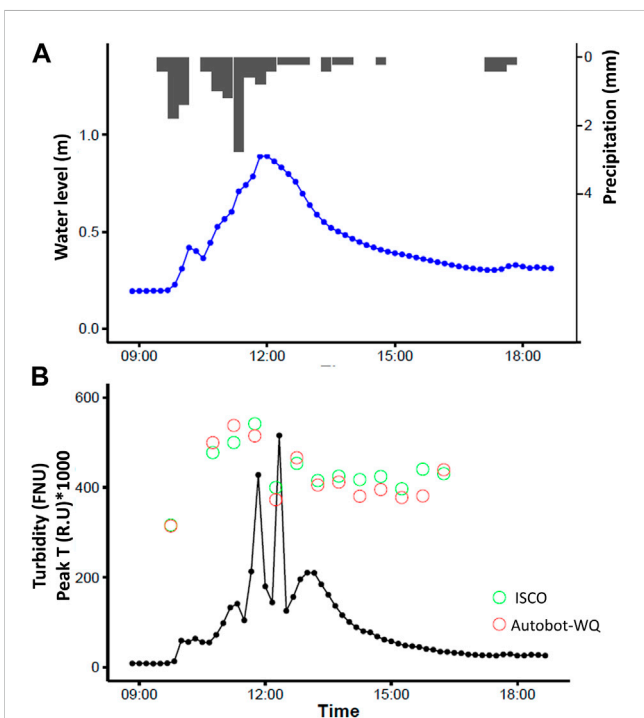 A
Water level (m)
1.0
0.5
0.0
0
2
4
Precipitation (mm)
09:00 12:00 15:00 18:00
B
Turbidity (FNU)
Peak T (R.U)*1000
600
400
200
0
ISCO
Autobot-WQ
09:00 12:00 15:00 18:00
Time